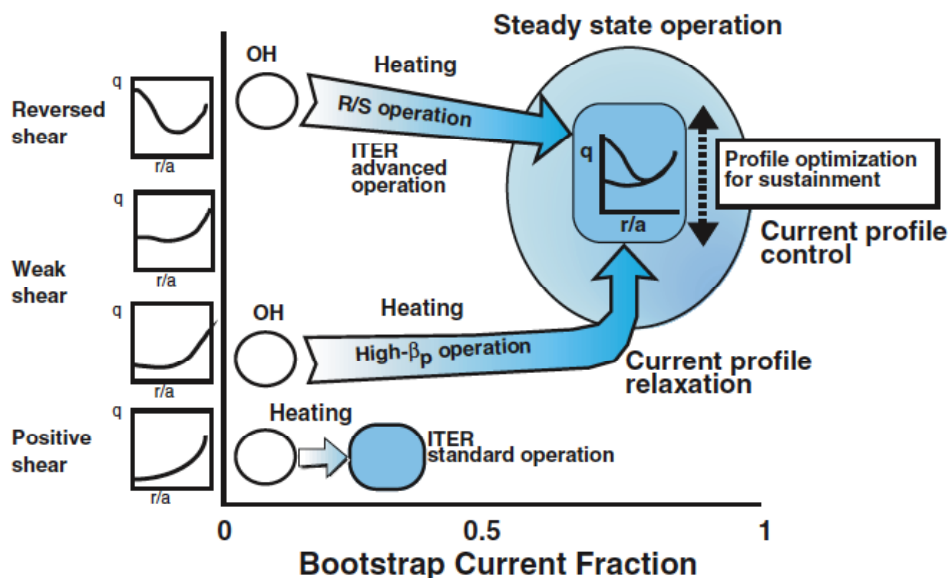 Steady state operation
OH
Heating
q
Reversed
shear
r/a
R/S operation
ITER
advanced
operation
q
r/a
Profile optimization
for sustainment
Current profile
control
q
Weak
shear
r/a
OH
Heating
High-βp operation
Current profile
relaxation
r/a
q
Heating
Positive
shear
ITER
standard operation
r/a
0
0.5
1
Bootstrap Current Fraction